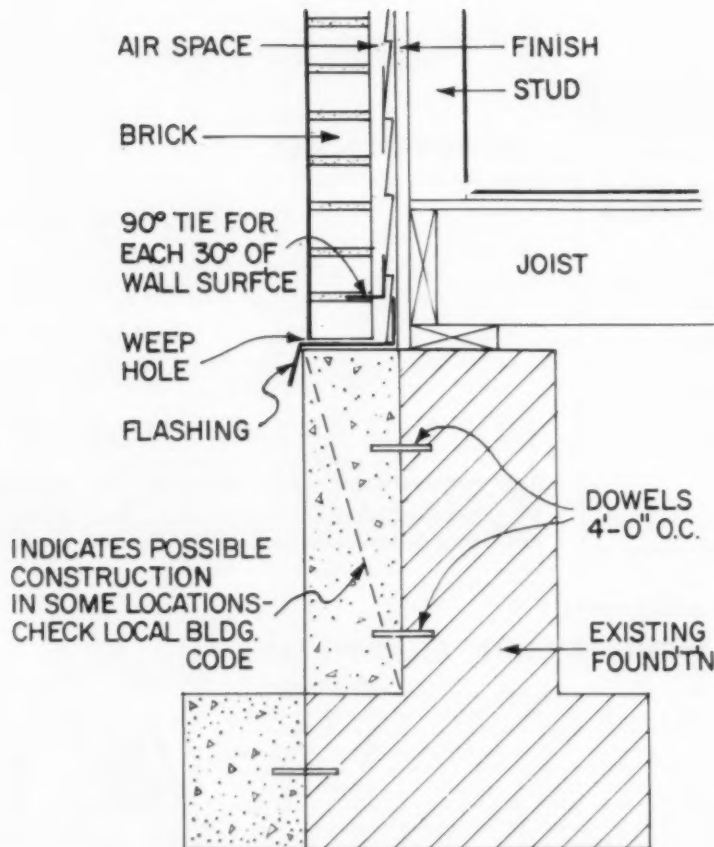 AIR SPACE
FINISH
STUD
BRICK
90° TIE FOR
EACH 30° OF
WALL SURF'CE
JOIST
WEEP
HOLE
FLASHING
DOWELS
4'-0" O.C.
INDICATES POSSIBLE
CONSTRUCTION
IN SOME LOCATIONS-
CHECK LOCAL BLDG.
CODE
EXISTING
FOUND'T'N